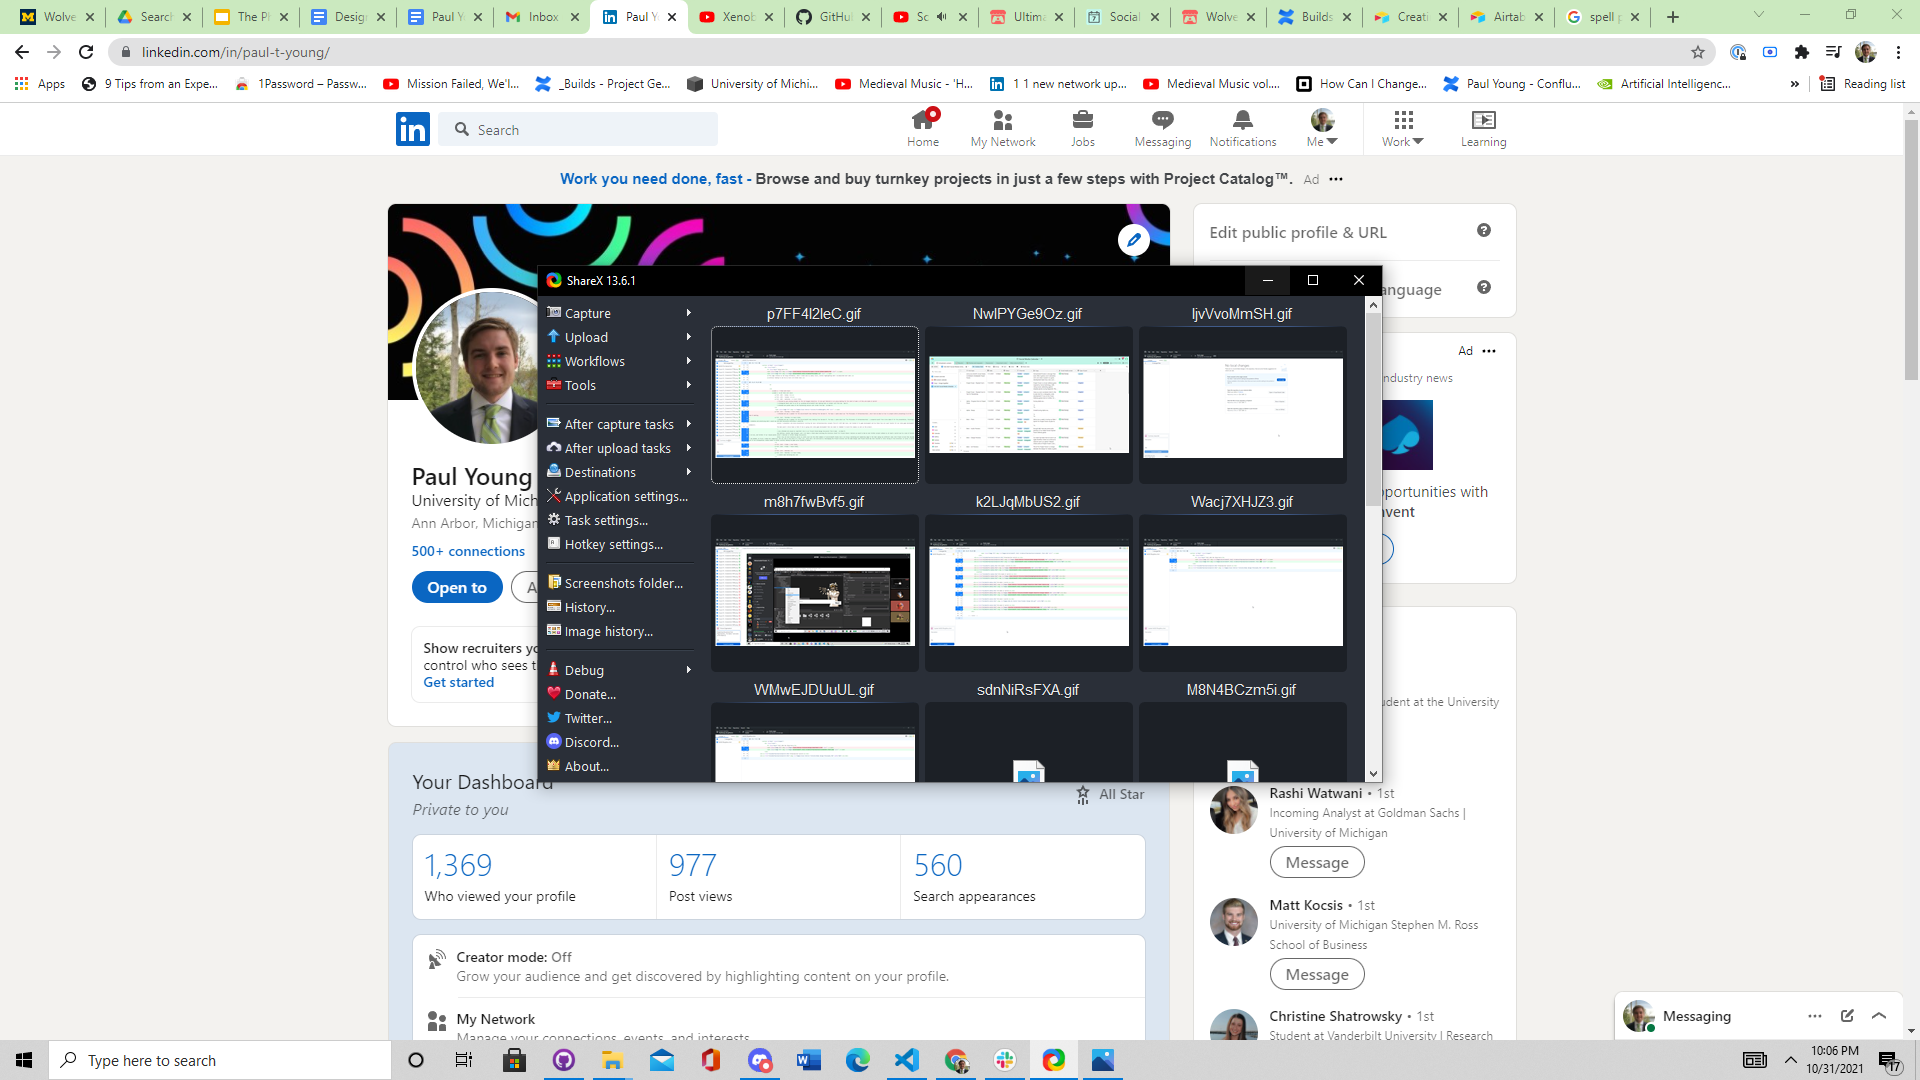 Wolve
Search
The Pl
Design
Paul Yo
Inbox
Paul Y
Xenob
GitHub
Sc
Ultima
Social
Wolve
Builds
Creati
Airtab
spell p
linkedin.com/in/paul-t-young/
Apps
9 Tips from an Expe...
1Password – Passw...
Mission Failed, We'l...
_Builds - Project Ge...
University of Michi...
Medieval Music - 'H...
1 1 new network up...
Medieval Music vol....
How Can I Change...
Paul Young - Conflu...
Artificial Intelligenc...
»
Reading list
in
Search
Home
My Network
Jobs
Messaging
Notifications
Me
Work
Learning
Work you need done, fast - Browse and buy turnkey projects in just a few steps with Project Catalog™. Ad
Edit public profile & URL
anguage
Ad
ndustry news
pportunities with
vent
ShareX 13.6.1
Capture
Upload
Workflows
Tools
After capture tasks
After upload tasks
Destinations
Application settings...
Task settings...
Hotkey settings...
Screenshots folder...
History...
Image history...
Debug
Donate...
Twitter...
Discord...
About...
p7FF4l2leC.gif
NwlPYGe9Oz.gif
ljvVvoMmSH.gif
m8h7fwBvf5.gif
k2LJqMbUS2.gif
Wacj7XHJZ3.gif
WMwEJDUuUL.gif
sdnNiRsFXA.gif
M8N4BCzm5i.gif
Paul Young
University of Mich
Ann Arbor, Michigan
500+ connections
Open to
A
Show recruiters yo
control who sees t
Get started
Your Dashboard
Private to you
All Star
1,369
Who viewed your profile
977
Post views
560
Search appearances
Creator mode: Off
Grow your audience and get discovered by highlighting content on your profile.
My Network
Manage your connections, events, and interests.
udent at the University
Rashi Watwani • 1st
Incoming Analyst at Goldman Sachs |
University of Michigan
Message
Matt Kocsis • 1st
University of Michigan Stephen M. Ross
School of Business
Message
Christine Shatrowsky • 1st
Student at Vanderbilt University | Research
Messaging
Type here to search
10:06 PM
10/31/2021
17